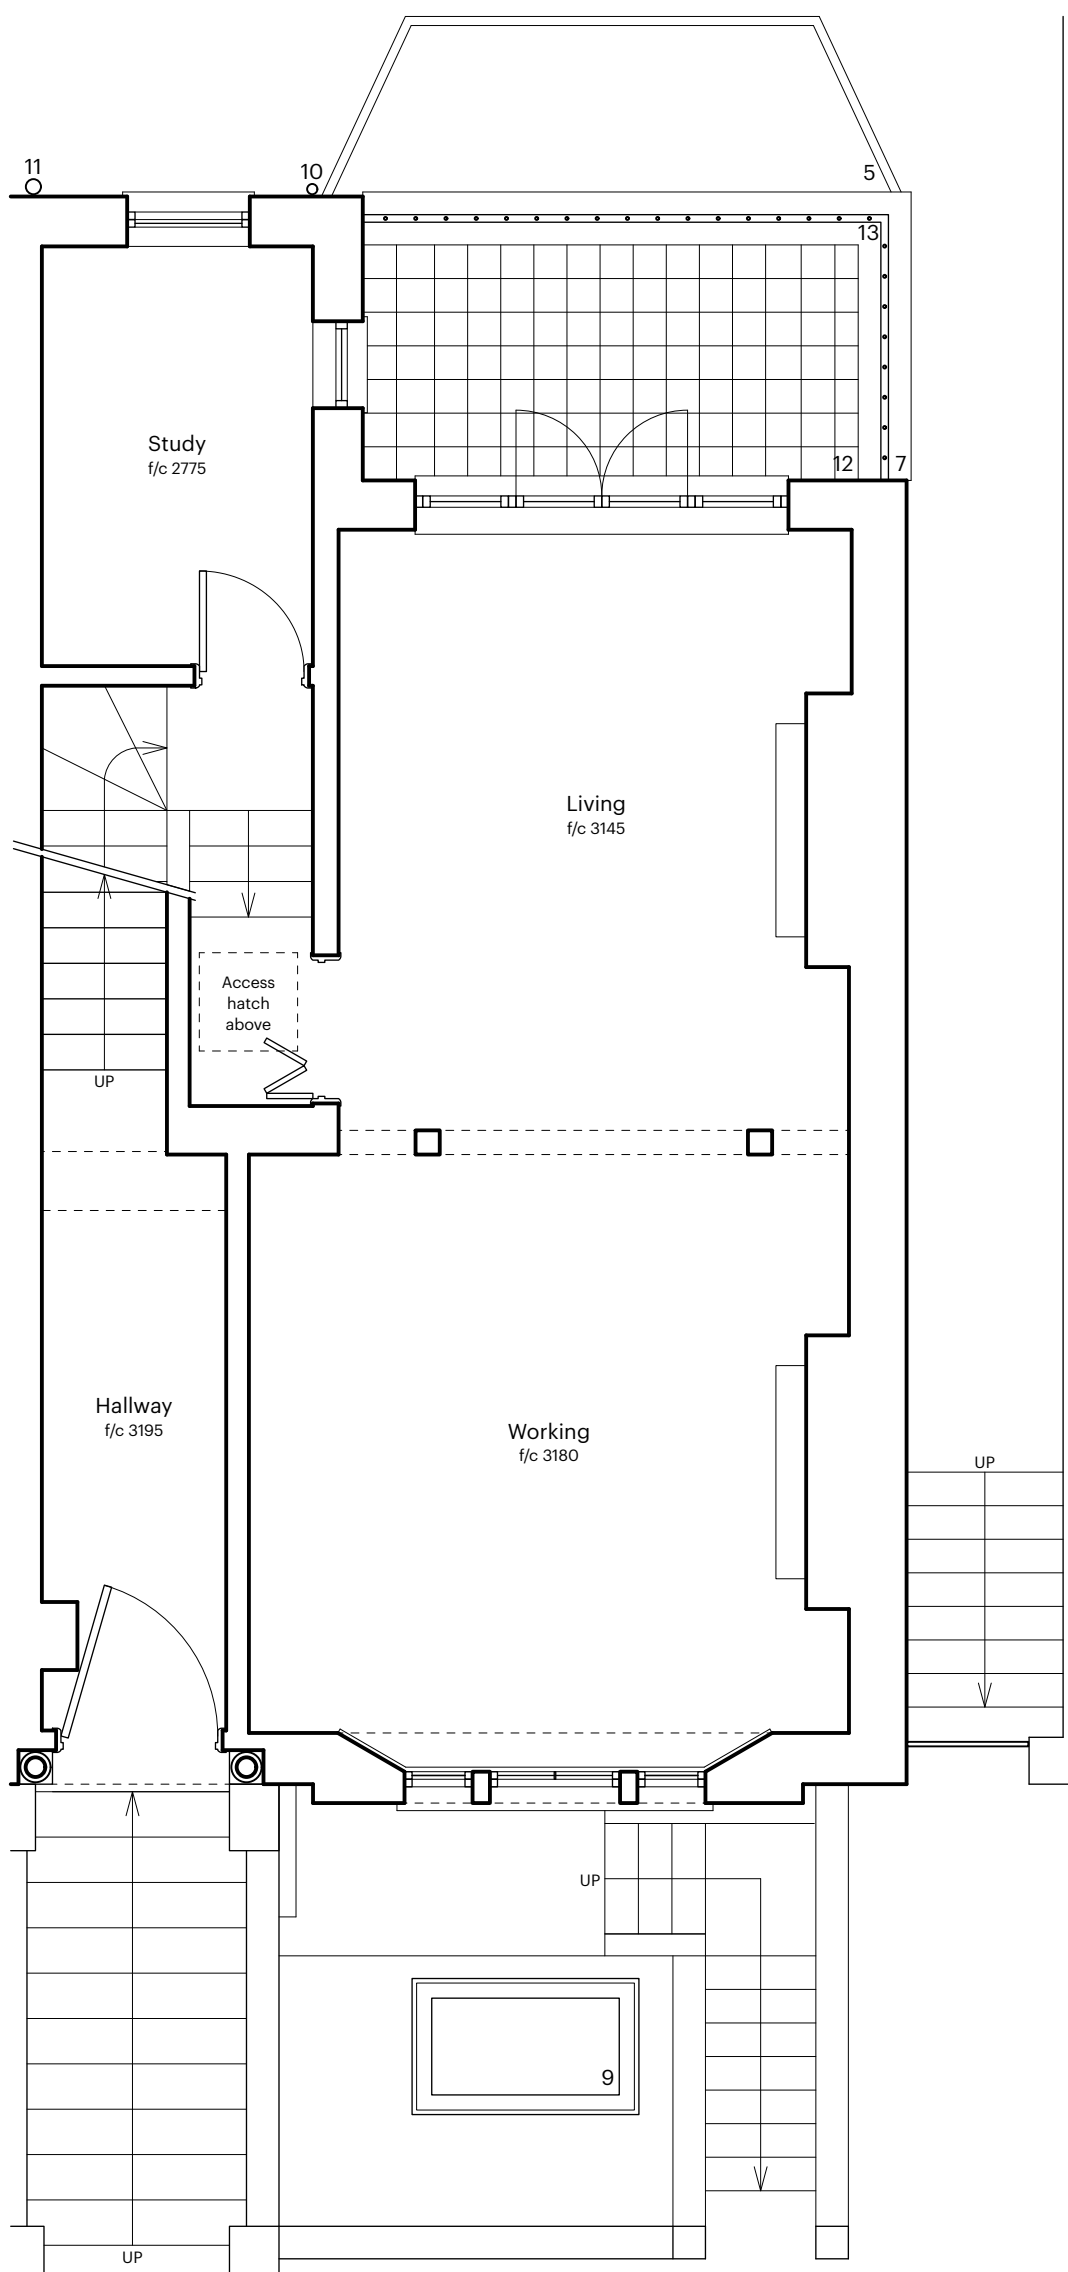 11
10
5
13
Study
f/c 2775
12
7
Living
f/c 3145
Access
hatch
above
UP
Hallway
f/c 3195
Working
f/c 3180
UP
UP
9
UP